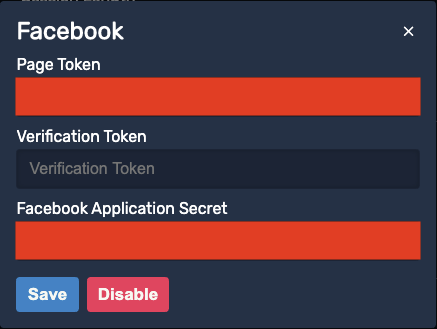 Facebook
×
Page Token
Verification Token
Verification Token
Facebook Application Secret
Save
Disable